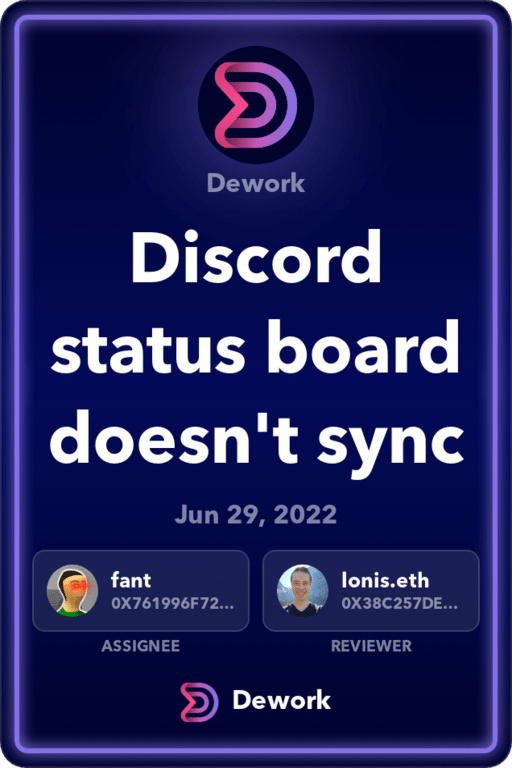 Dework
Discord
status board
doesn't sync
Jun 29, 2022
fant
0X761996F72...
lonis.eth
0X38C257DE...
ASSIGNEE
REVIEWER
Dework